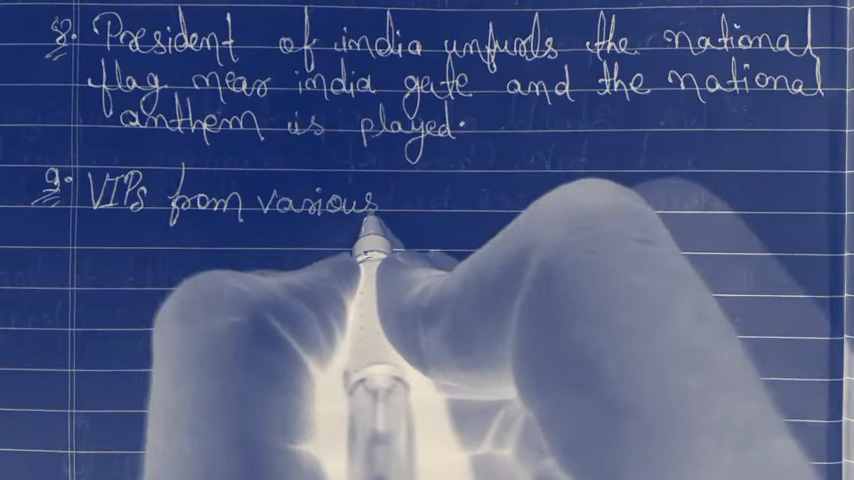 8. President of india unfurls the national
flag near india gate and the national
anthem is played.
9. VIPs from various